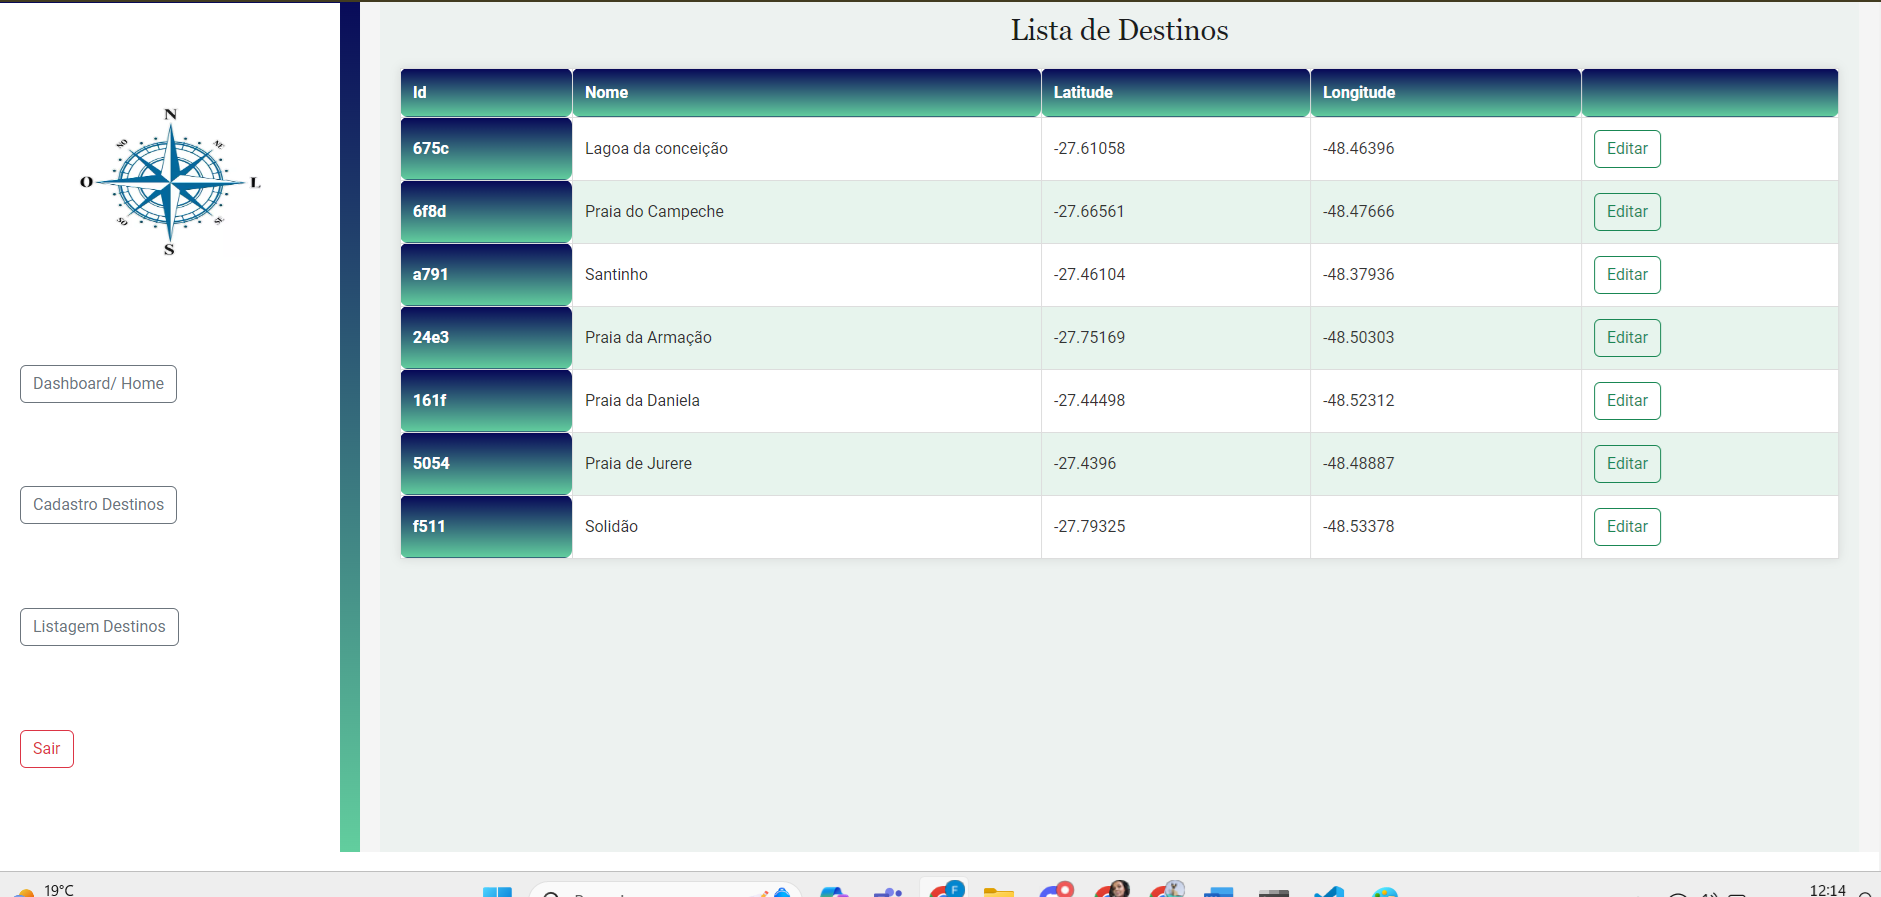 Lista de Destinos
Id Nome Latitude Longitude
675c Lagoa da conceição -27.61058 -48.46396 Editar
6f8d Praia do Campeche -27.66561 -48.47666 Editar
a791 Santinho -27.46104 -48.37936 Editar
24e3 Praia da Armação -27.75169 -48.50303 Editar
161f Praia da Daniela -27.44498 -48.52312 Editar
5054 Praia de Jurere -27.4396 -48.48887 Editar
f511 Solidão -27.79325 -48.53378 Editar
N
NO NE
O L
SO SE
S
Dashboard/ Home
Cadastro Destinos
Listagem Destinos
Sair
19°C
F
12:14